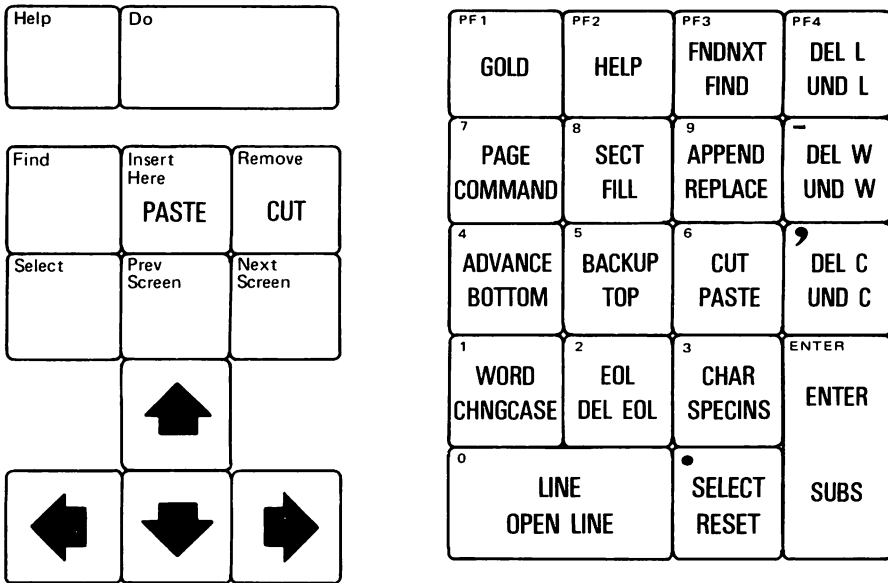 Help
Do
Find
Insert
Here
PASTE
Remove
CUT
Select
Prev
Screen
Next
Screen
PF1
GOLD
PF2
HELP
PF3
FNDNXT
FIND
PF4
DEL L
UND L
7
PAGE
COMMAND
8
SECT
FILL
9
APPEND
REPLACE
-
DEL W
UND W
4
ADVANCE
BOTTOM
5
BACKUP
TOP
6
CUT
PASTE
,
DEL C
UND C
1
WORD
CHNGCASE
2
EOL
DEL EOL
3
CHAR
SPECINS
ENTER
ENTER
SUBS
0
LINE
OPEN LINE
.
SELECT
RESET